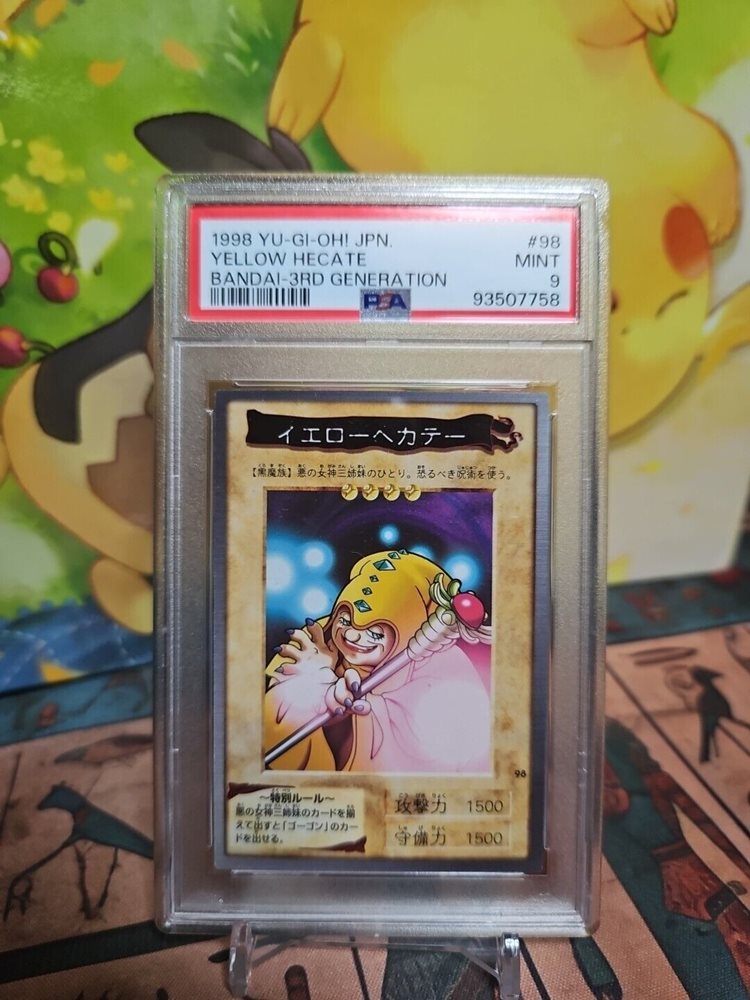 1998 YU-GI-OH! JPN. #98
YELLOW HECATE MINT
BANDAI-3RD GENERATION 9
PSA 93507758
イエローヘカテー
【黒魔族】悪の女神三姉妹のひとり。恐るべき呪術を使う。
98
～特別ルール～
悪の女神三姉妹のカードを揃
えて出すと「ゴーゴン」のカー
ドを出せる。
攻撃力 1500
守備力 1500